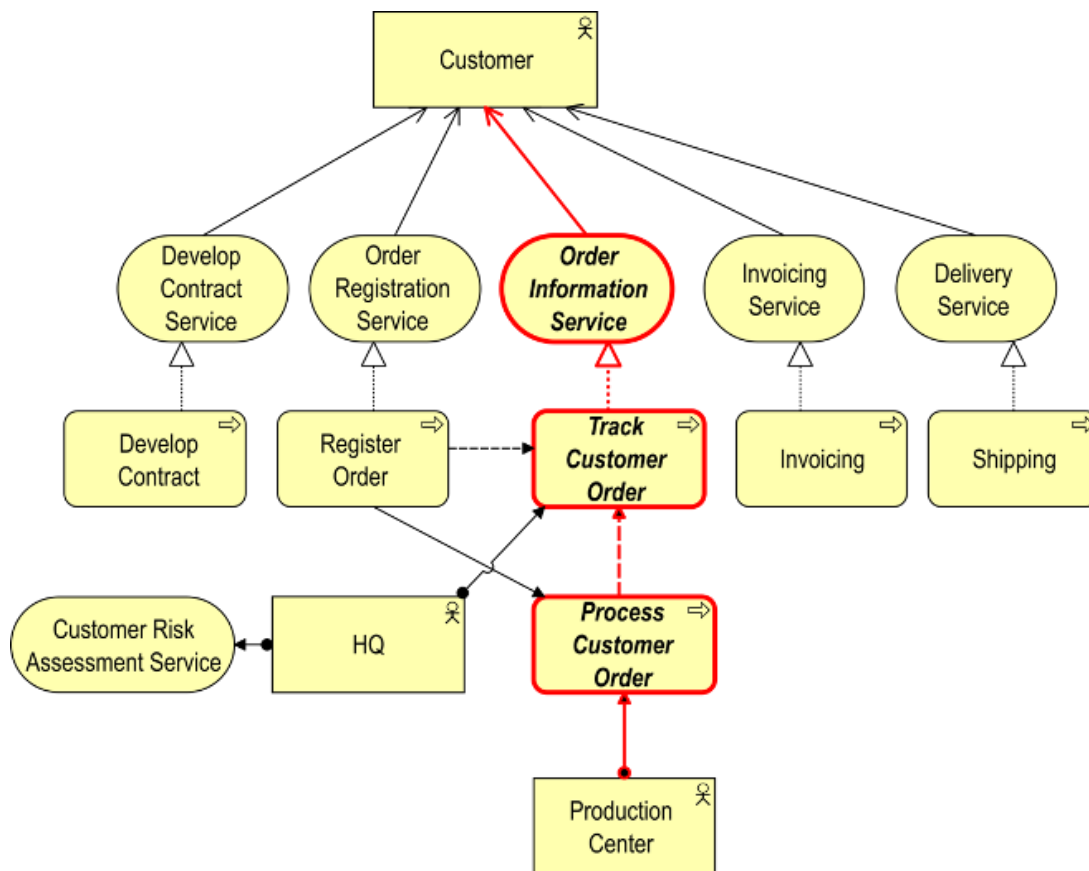 Customer
Develop
Contract
Service
Order
Registration
Service
Order
Information
Service
Invoicing
Service
Delivery
Service
Develop
Contract
Register
Order
Track
Customer
Order
Invoicing
Shipping
Customer Risk
Assessment Service
HQ
Process
Customer
Order
Production
Center